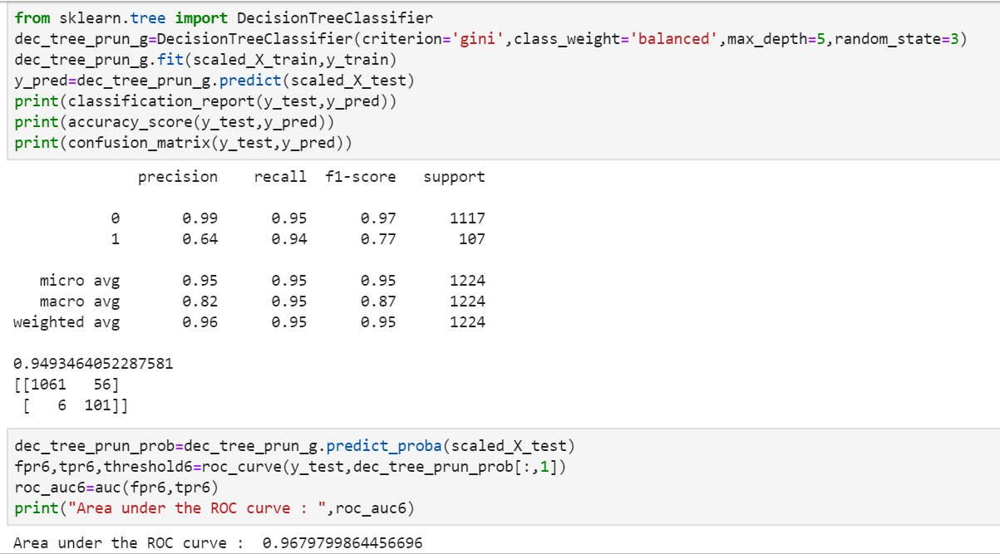 from sklearn.tree import DecisionTreeClassifier
dec_tree_prun_g=DecisionTreeClassifier(criterion='gini',class_weight='balanced',max_depth=5,random_state=3)
dec_tree_prun_g.fit(scaled_X_train,y_train)
y_pred=dec_tree_prun_g.predict(scaled_X_test)
print(classification_report(y_test,y_pred))
print(accuracy_score(y_test,y_pred))
print(confusion_matrix(y_test,y_pred))
              precision    recall  f1-score   support
           0       0.99      0.95      0.97      1117
           1       0.64      0.94      0.77       107
   micro avg       0.95      0.95      0.95      1224
   macro avg       0.82      0.95      0.87      1224
weighted avg       0.96      0.95      0.95      1224
0.9493464052287581
[[1061   56]
 [   6  101]]
dec_tree_prun_prob=dec_tree_prun_g.predict_proba(scaled_X_test)
fpr6,tpr6,threshold6=roc_curve(y_test,dec_tree_prun_prob[:,1])
roc_auc6=auc(fpr6,tpr6)
print("Area under the ROC curve : ",roc_auc6)
Area under the ROC curve :  0.9679799864456696